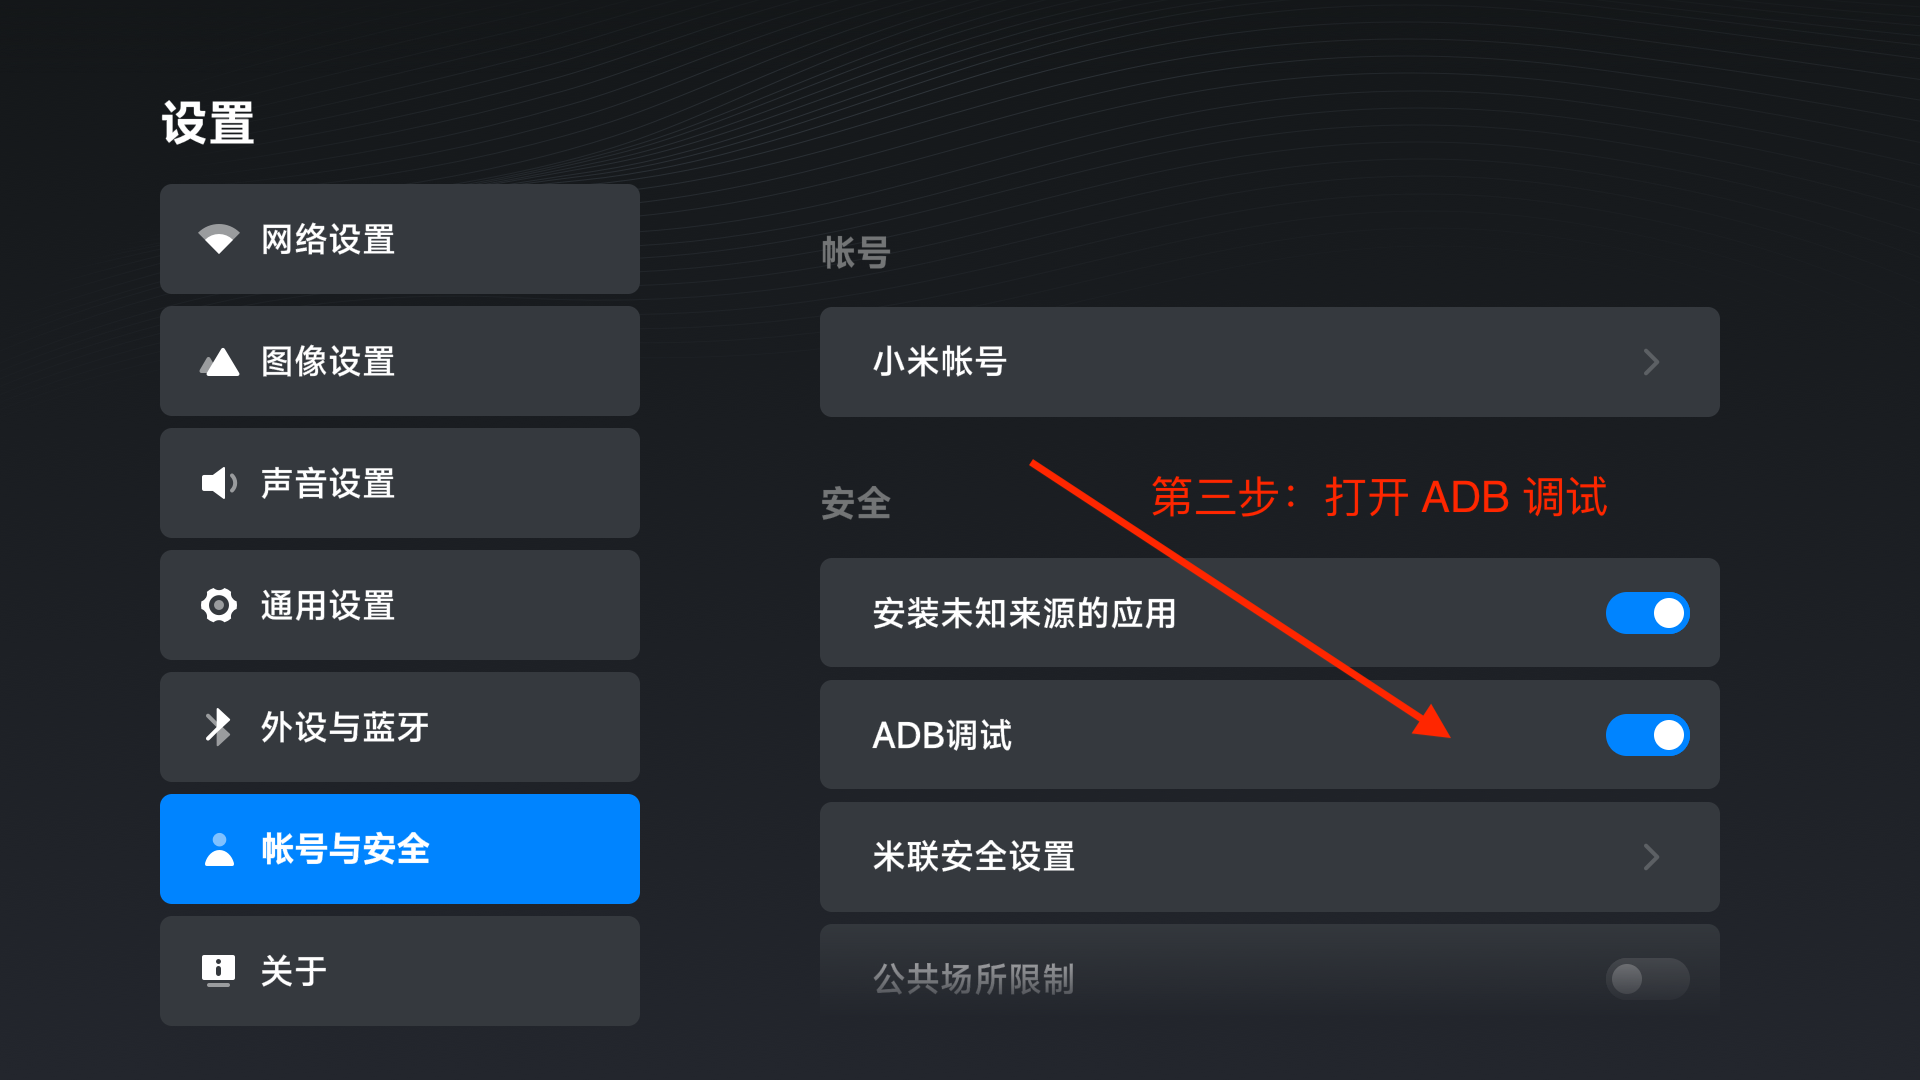 设置
网络设置
图像设置
声音设置
通用设置
外设与蓝牙
帐号与安全
关于
帐号
小米帐号
安全
第三步：打开 ADB 调试
安装未知来源的应用
ADB调试
米联安全设置
公共场所限制